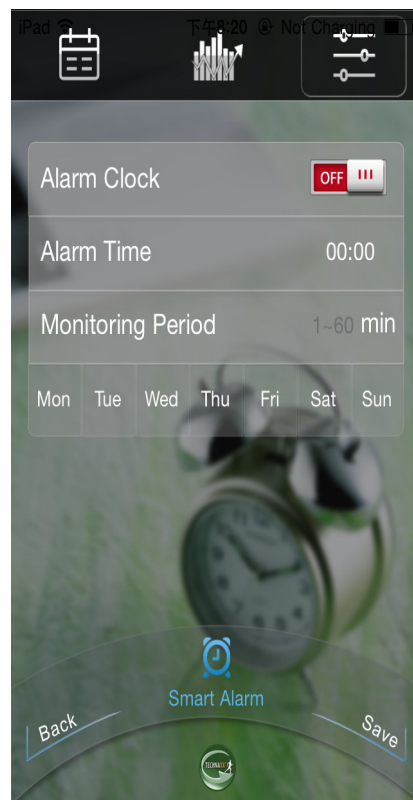 iPad 下午8:20 Not Charging
Alarm Clock OFF
Alarm Time 00:00
Monitoring Period 1~60 min
Mon Tue Wed Thu Fri Sat Sun
Smart Alarm
Back Save
TECHNAXX